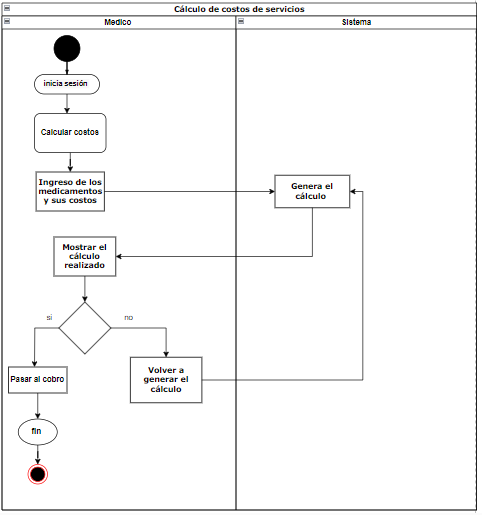 Cálculo de costos de servicios
Medico
Sistema
inicia sesión
Calcular costos
Ingreso de los
medicamentos
y sus costos
Genera el
cálculo
Mostrar el
cálculo
realizado
si
no
Pasar al cobro
Volver a
generar el
cálculo
fin